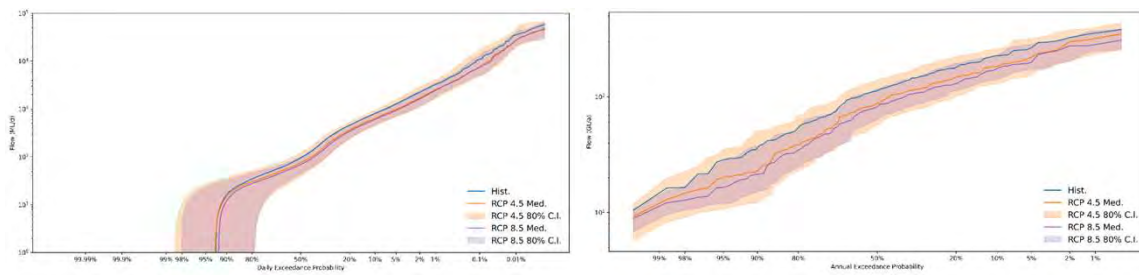 10⁵
10⁴
10³
10²
10¹
10⁰
Flow (ML/d)
99.99% 99.9% 99% 98% 95% 90% 80% 50% 20% 10% 5% 2% 1% 0.1% 0.01%
Daily Exceedance Probability
Hist.
RCP 4.5 Med.
RCP 4.5 80% C.I.
RCP 8.5 Med.
RCP 8.5 80% C.I.
10²
10¹
99% 98% 95% 90% 80% 50% 20% 10% 5% 2% 1%
Annual Exceedance Probability
Hist.
RCP 4.5 Med.
RCP 4.5 80% C.I.
RCP 8.5 Med.
RCP 8.5 80% C.I.